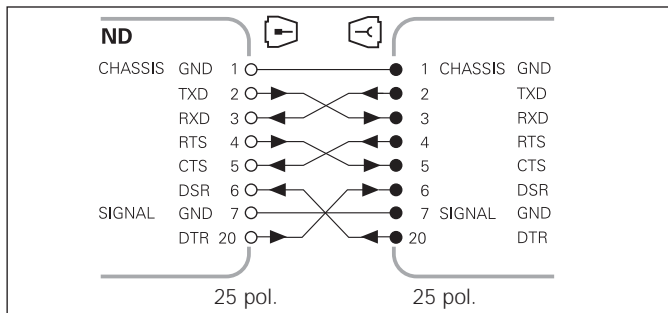 ND
CHASSIS GND 1 1 CHASSIS GND
TXD 2 2 TXD
RXD 3 3 RXD
RTS 4 4 RTS
CTS 5 5 CTS
DSR 6 6 DSR
SIGNAL GND 7 7 SIGNAL GND
DTR 20 20 DTR
25 pol. 25 pol.